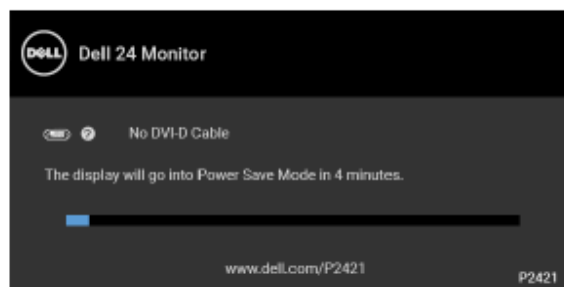 DELL
Dell 24 Monitor
? No DVI-D Cable
The display will go into Power Save Mode in 4 minutes.
www.dell.com/P2421
P2421